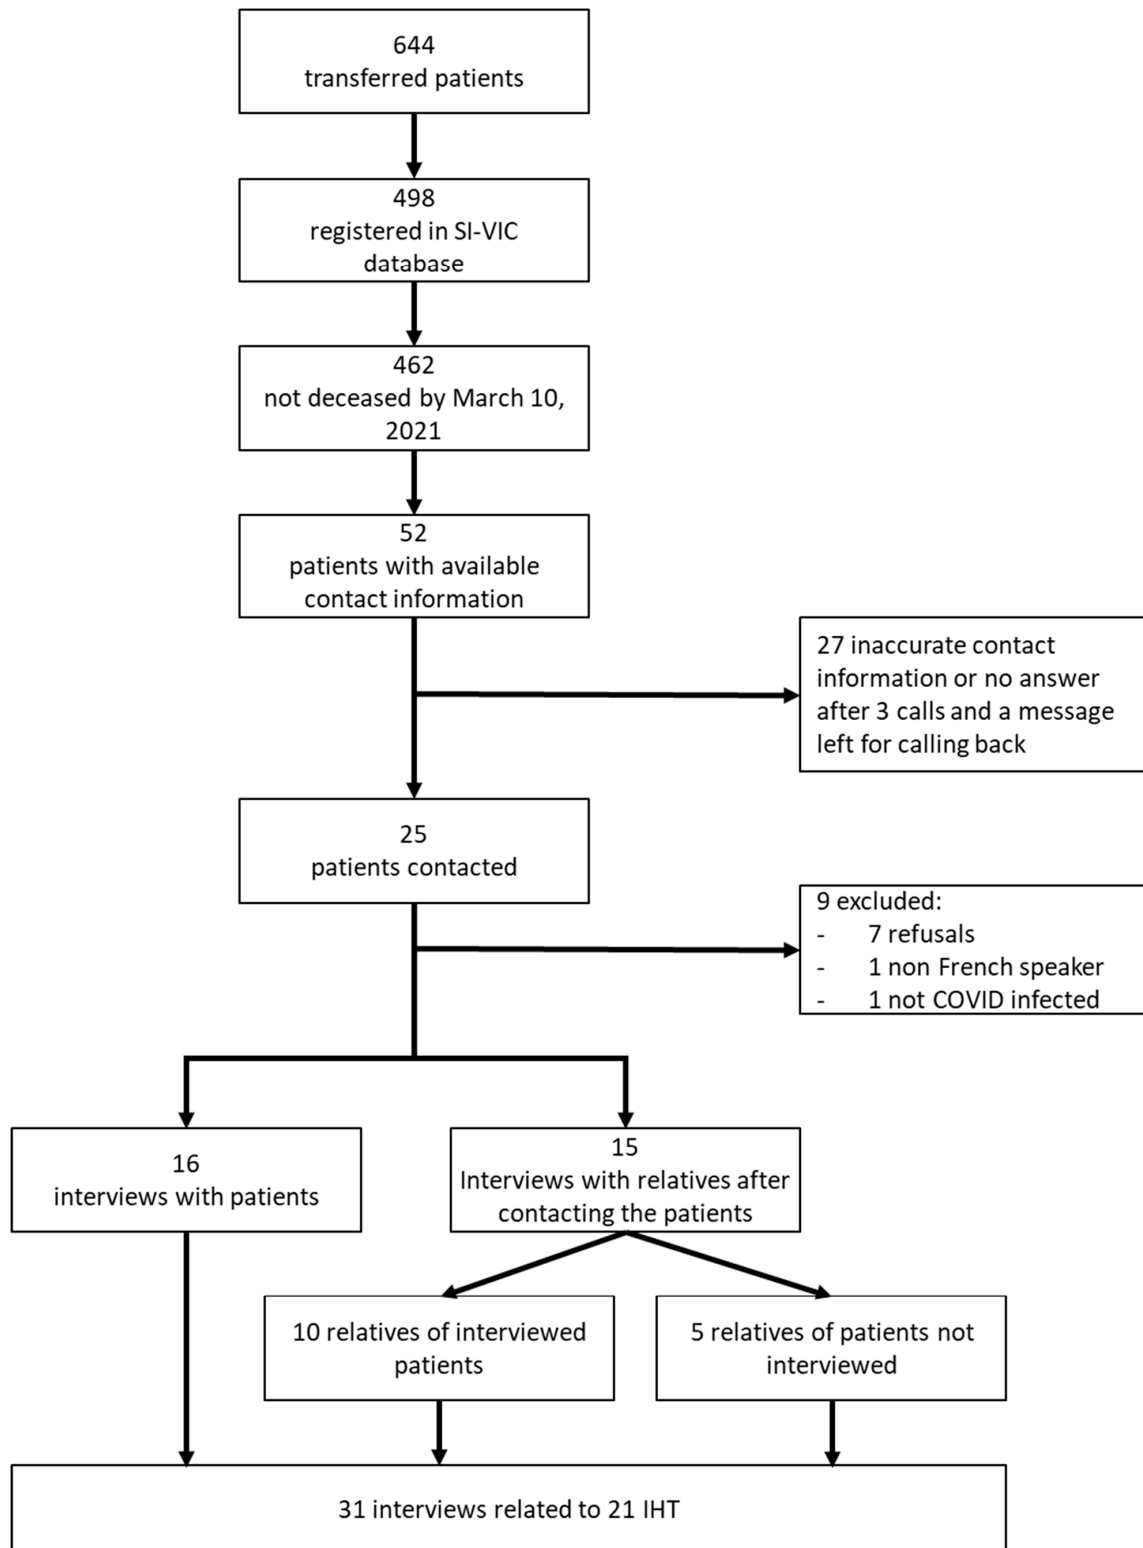 644
transferred patients
498
registered in SI-VIC
database
462
not deceased by March 10,
2021
52
patients with available
contact information
27 inaccurate contact
information or no answer
after 3 calls and a message
left for calling back
25
patients contacted
9 excluded:
- 7 refusals
- 1 non French speaker
- 1 not COVID infected
16
interviews with patients
15
Interviews with relatives after
contacting the patients
10 relatives of interviewed
patients
5 relatives of patients not
interviewed
31 interviews related to 21 IHT